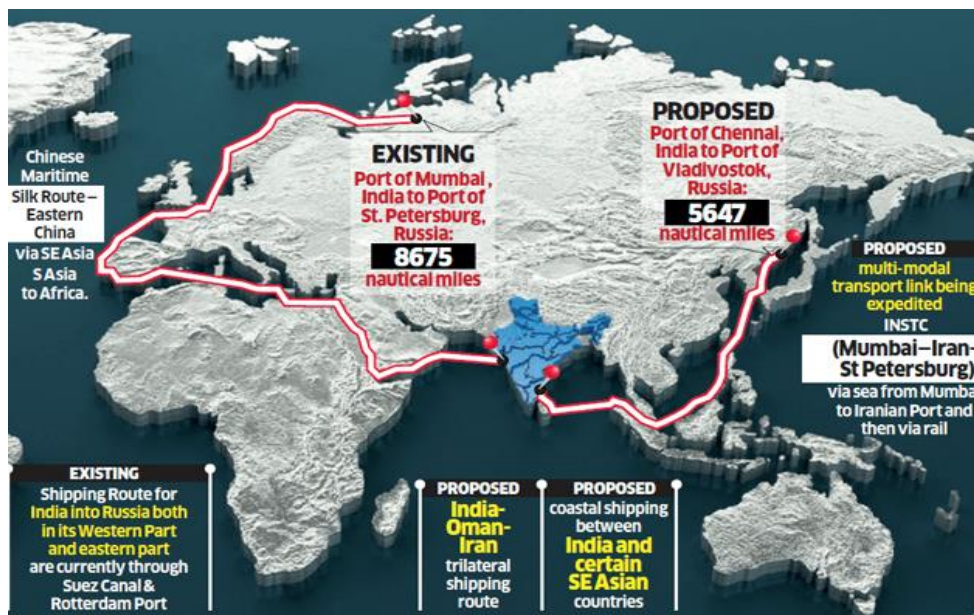 Chinese
Maritime
Silk Route –
Eastern
China
via SE Asia
S Asia
to Africa.
EXISTING
Port of Mumbai,
India to Port of
St. Petersburg,
Russia:
8675
nautical miles
PROPOSED
Port of Chennai,
India to Port of
Vladivostok,
Russia:
5647
nautical miles
PROPOSED
multi-modal
transport link being
expedited
INSTC
(Mumbai–Iran-
St Petersburg)
via sea from Mumba
to Iranian Port and
then via rail
EXISTING
Shipping Route for
India into Russia both
in its Western Part
and eastern part
are currently through
Suez Canal &
Rotterdam Port
PROPOSED
India-
Oman-
Iran
trilateral
shipping
route
PROPOSED
coastal shipping
between
India and
certain
SE Asian
countries